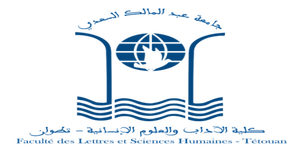 جامعة عبد المالك السعدي
كلية الآداب والعلوم الإنسانية - تطوان
Faculté des Lettres et Sciences Humaines - Tétouan